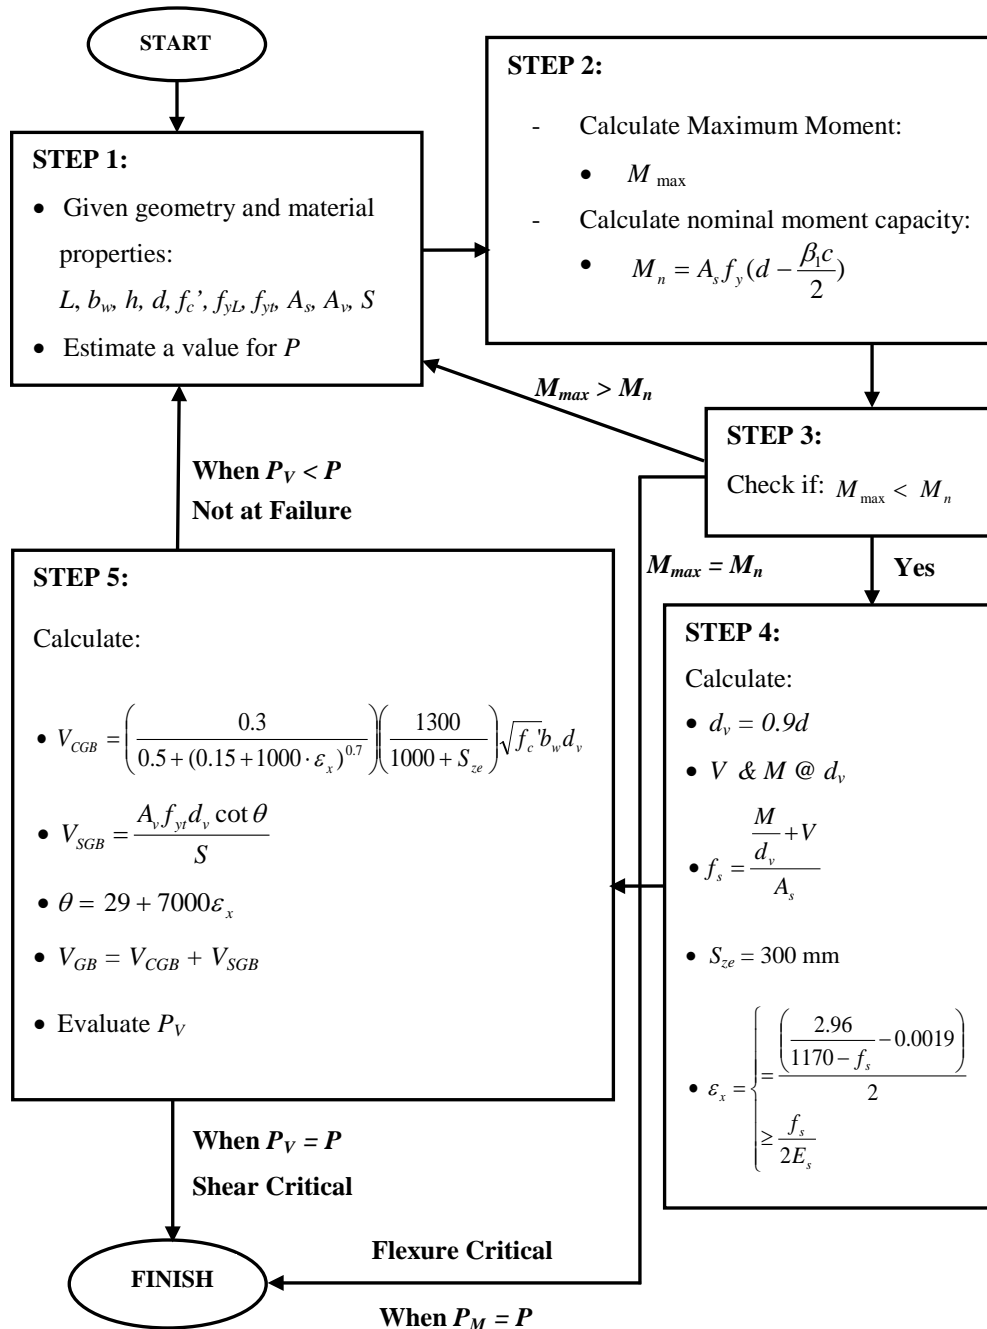 START
STEP 1:
• Given geometry and material
properties:
L, b_w, h, d, f_c’, f_yL, f_yt, A_s, A_v, S
• Estimate a value for P
STEP 2:
- Calculate Maximum Moment:
• M_max
- Calculate nominal moment capacity:
• M_n = A_s f_y (d − β_1c / 2)
M_max > M_n
STEP 3:
Check if: M_max < M_n
M_max = M_n
Yes
STEP 4:
Calculate:
• d_v = 0.9d
• V & M @ d_v
• f_s = (M / d_v + V) / A_s
• S_ze = 300 mm
• ε_x = { = (2.96 / (1170 − f_s) − 0.0019) / 2
≥ f_s / 2E_s
When P_V < P
Not at Failure
STEP 5:
Calculate:
• V_CGB = (0.3 / (0.5 + (0.15 + 1000 · ε_x)^0.7)) (1300 / (1000 + S_ze)) √f_c' b_w d_v
• V_SGB = A_v f_yt d_v cot θ / S
• θ = 29 + 7000ε_x
• V_GB = V_CGB + V_SGB
• Evaluate P_V
When P_V = P
Shear Critical
Flexure Critical
When P_M = P
FINISH